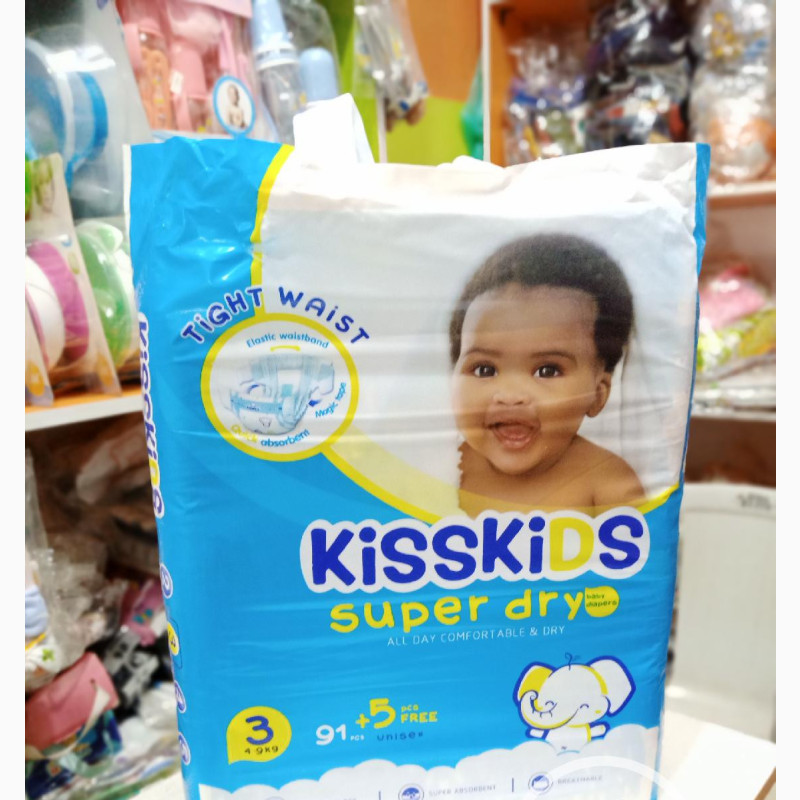 TiGHT WAiST
Elastic waistband
Magic tape
absorbent
KissKiDS
KiSSKiDS
super dry
baby
diapers
ALL DAY COMFORTABLE & DRY
3
4-9KG
91 PCS
+5 pcs FREE
unisex
SUPER ABSORBENT
BREATHABLE